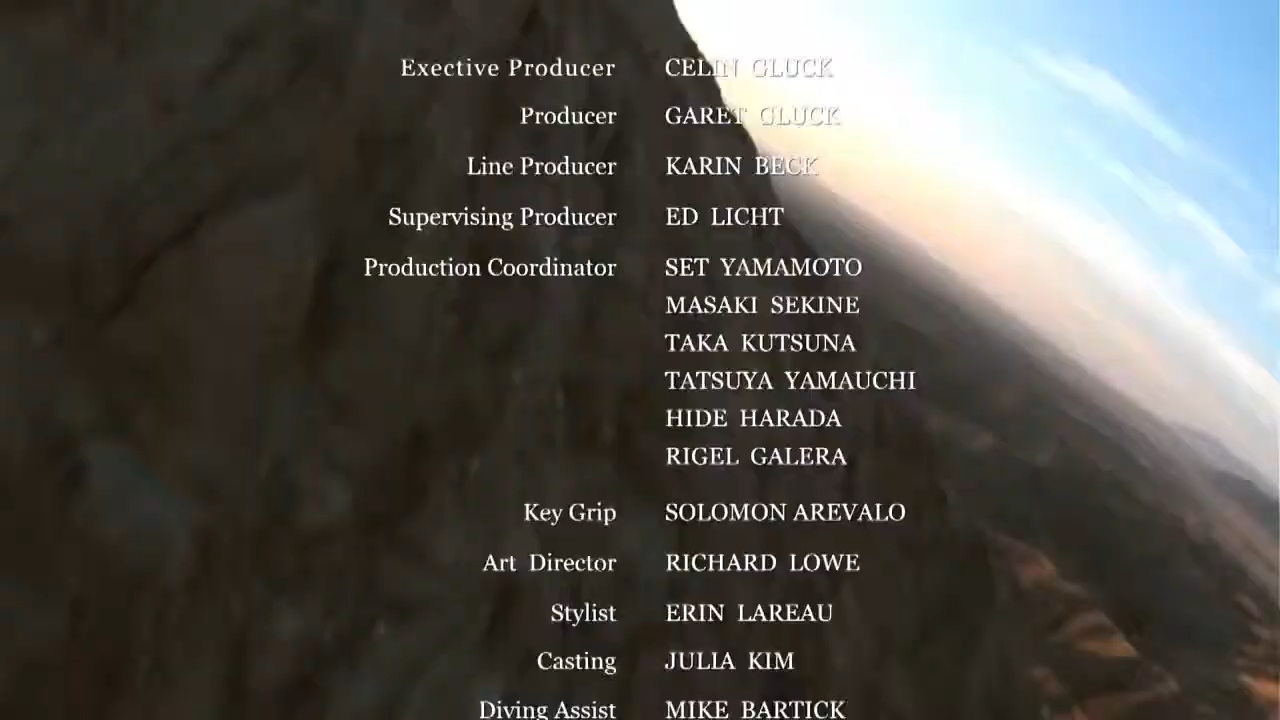 Exective Producer CELIN GLUCK
Producer GARET GLUCK
Line Producer KARIN BECK
Supervising Producer ED LICHT
Production Coordinator SET YAMAMOTO
MASAKI SEKINE
TAKA KUTSUNA
TATSUYA YAMAUCHI
HIDE HARADA
RIGEL GALERA
Key Grip SOLOMON AREVALO
Art Director RICHARD LOWE
Stylist ERIN LAREAU
Casting JULIA KIM
Diving Assist MIKE BARTICK